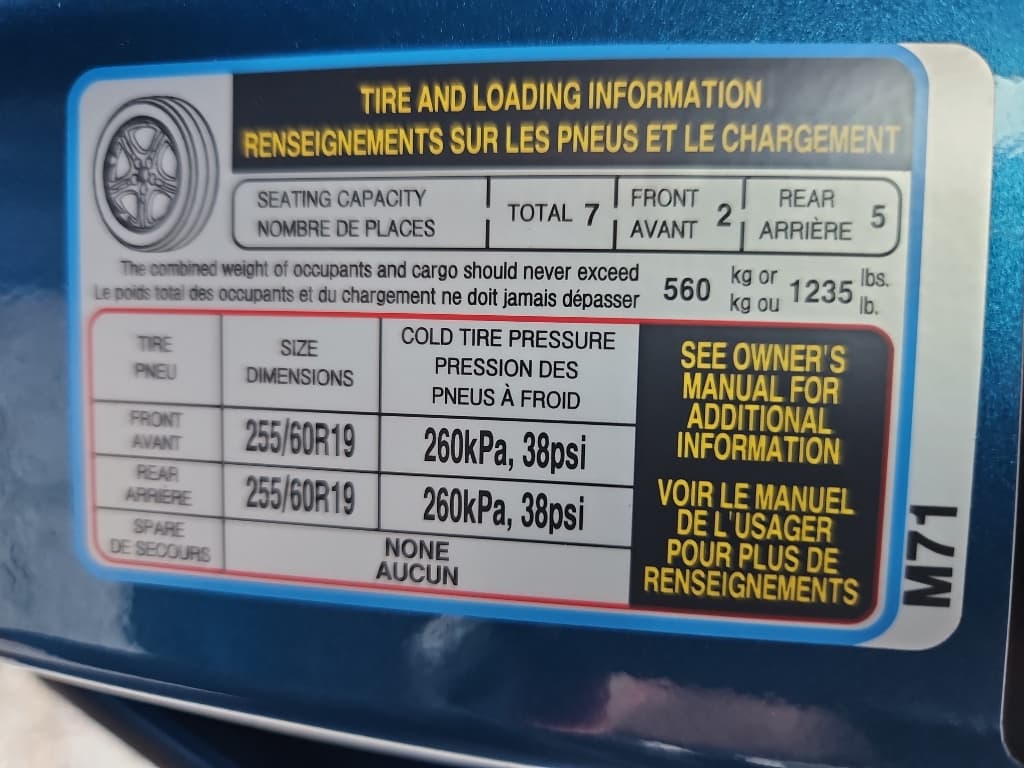 TIRE AND LOADING INFORMATION
RENSEIGNEMENTS SUR LES PNEUS ET LE CHARGEMENT
SEATING CAPACITY
NOMBRE DE PLACES
TOTAL 7
FRONT
AVANT
2
REAR
ARRIÈRE
5
The combined weight of occupants and cargo should never exceed
Le poids total des occupants et du chargement ne doit jamais dépasser
560
kg or
kg ou
1235
lbs.
lb.
TIRE
PNEU
SIZE
DIMENSIONS
COLD TIRE PRESSURE
PRESSION DES
PNEUS À FROID
FRONT
AVANT
255/60R19
260kPa, 38psi
REAR
ARRIERE
255/60R19
260kPa, 38psi
SPARE
DE SECOURS
NONE
AUCUN
SEE OWNER'S
MANUAL FOR
ADDITIONAL
INFORMATION
VOIR LE MANUEL
DE L'USAGER
POUR PLUS DE
RENSEIGNEMENTS
M71